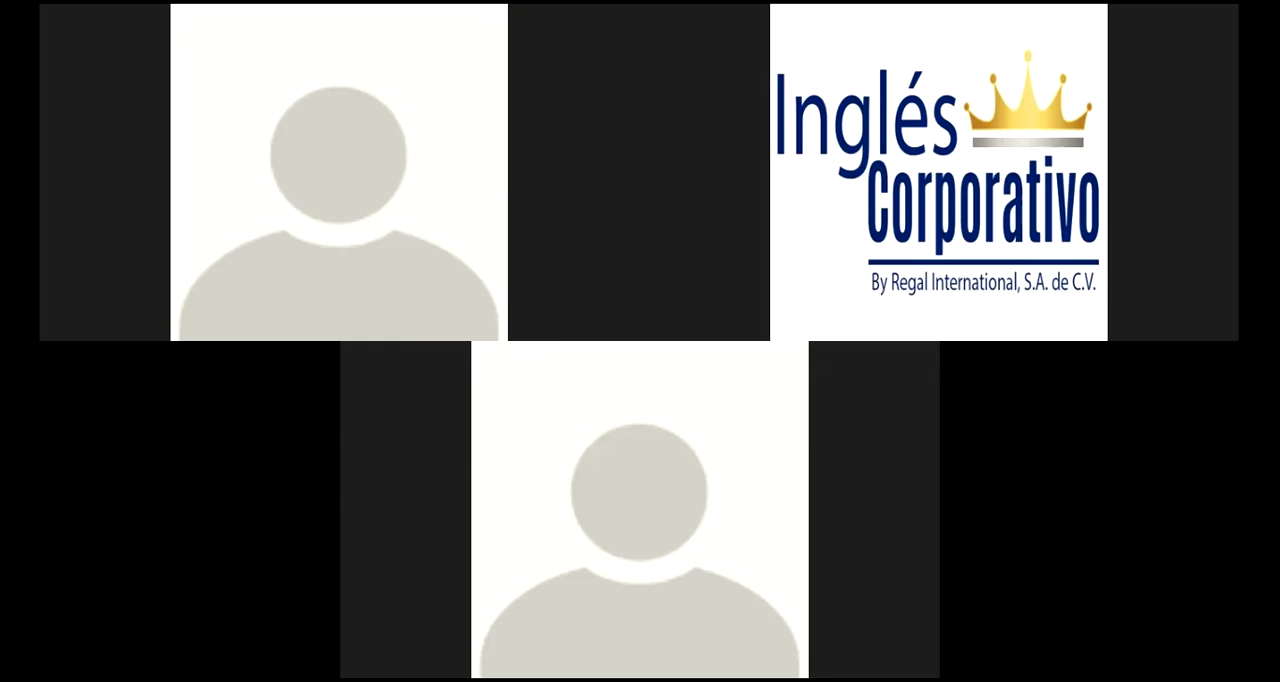 Inglés
Corporativo
By Regal International, S.A. de C.V.